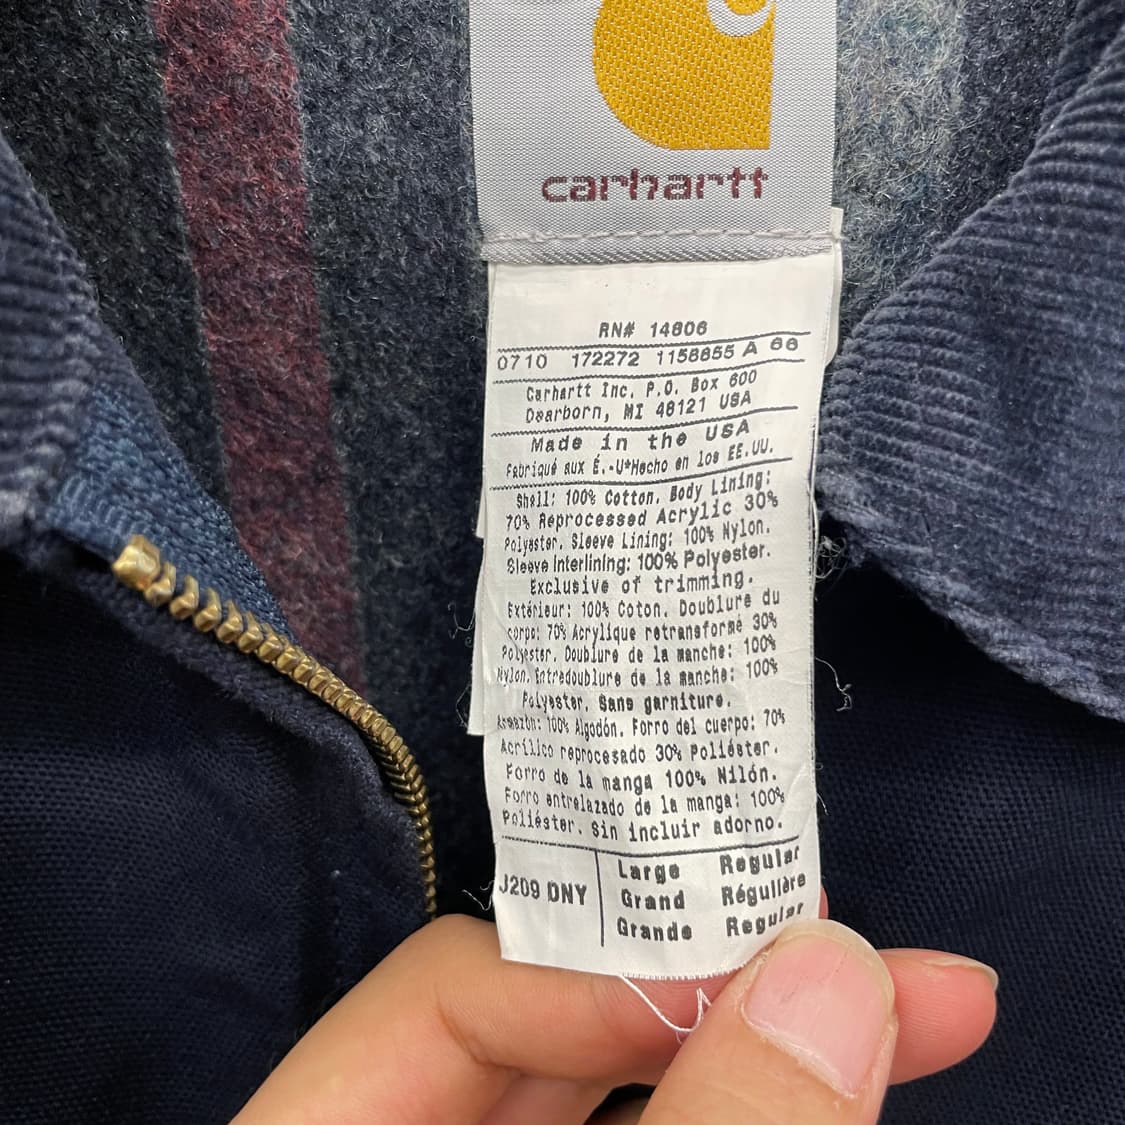 carhartt
RN# 14806
0710 172272 1158855 A 66
Carhartt Inc. P.O. Box 600
Dearborn, MI 48121 USA
Made in the USA
Fabriqué aux É.-U*Hecho en los EE.UU.
Shell: 100% Cotton. Body Lining:
70% Reprocessed Acrylic 30%
Polyester. Sleeve Lining: 100% Nylon.
Sleeve Interlining: 100% Polyester.
Exclusive of trimming.
Extérieur: 100% Coton. Doublure du
corps: 70% Acrylique retransformé 30%
Polyester. Doublure de la manche: 100%
Nylon. Entredoublure de la manche: 100%
Polyester. Sans garniture.
Armazón: 100% Algodón. Forro del cuerpo: 70%
Acrílico reprocesado 30% Poliéster.
Forro de la manga 100% Nilón.
Forro entrelazado de la manga: 100%
Poliéster. Sin incluir adorno.
J209 DNY
Large Regular
Grand Régulière
Grande Regular